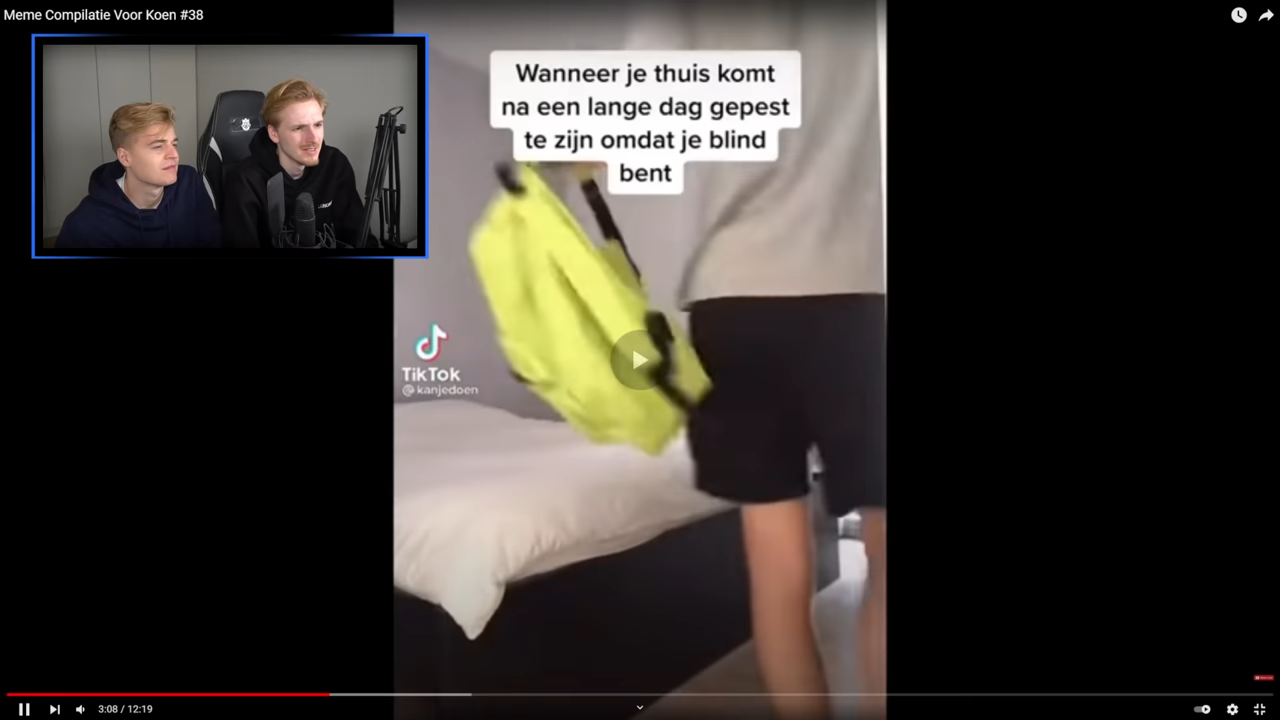 Meme Compilatie Voor Koen #38
Wanneer je thuis komt
na een lange dag gepest
te zijn omdat je blind
bent
TikTok
@kanjedoen
3:08 / 12:19